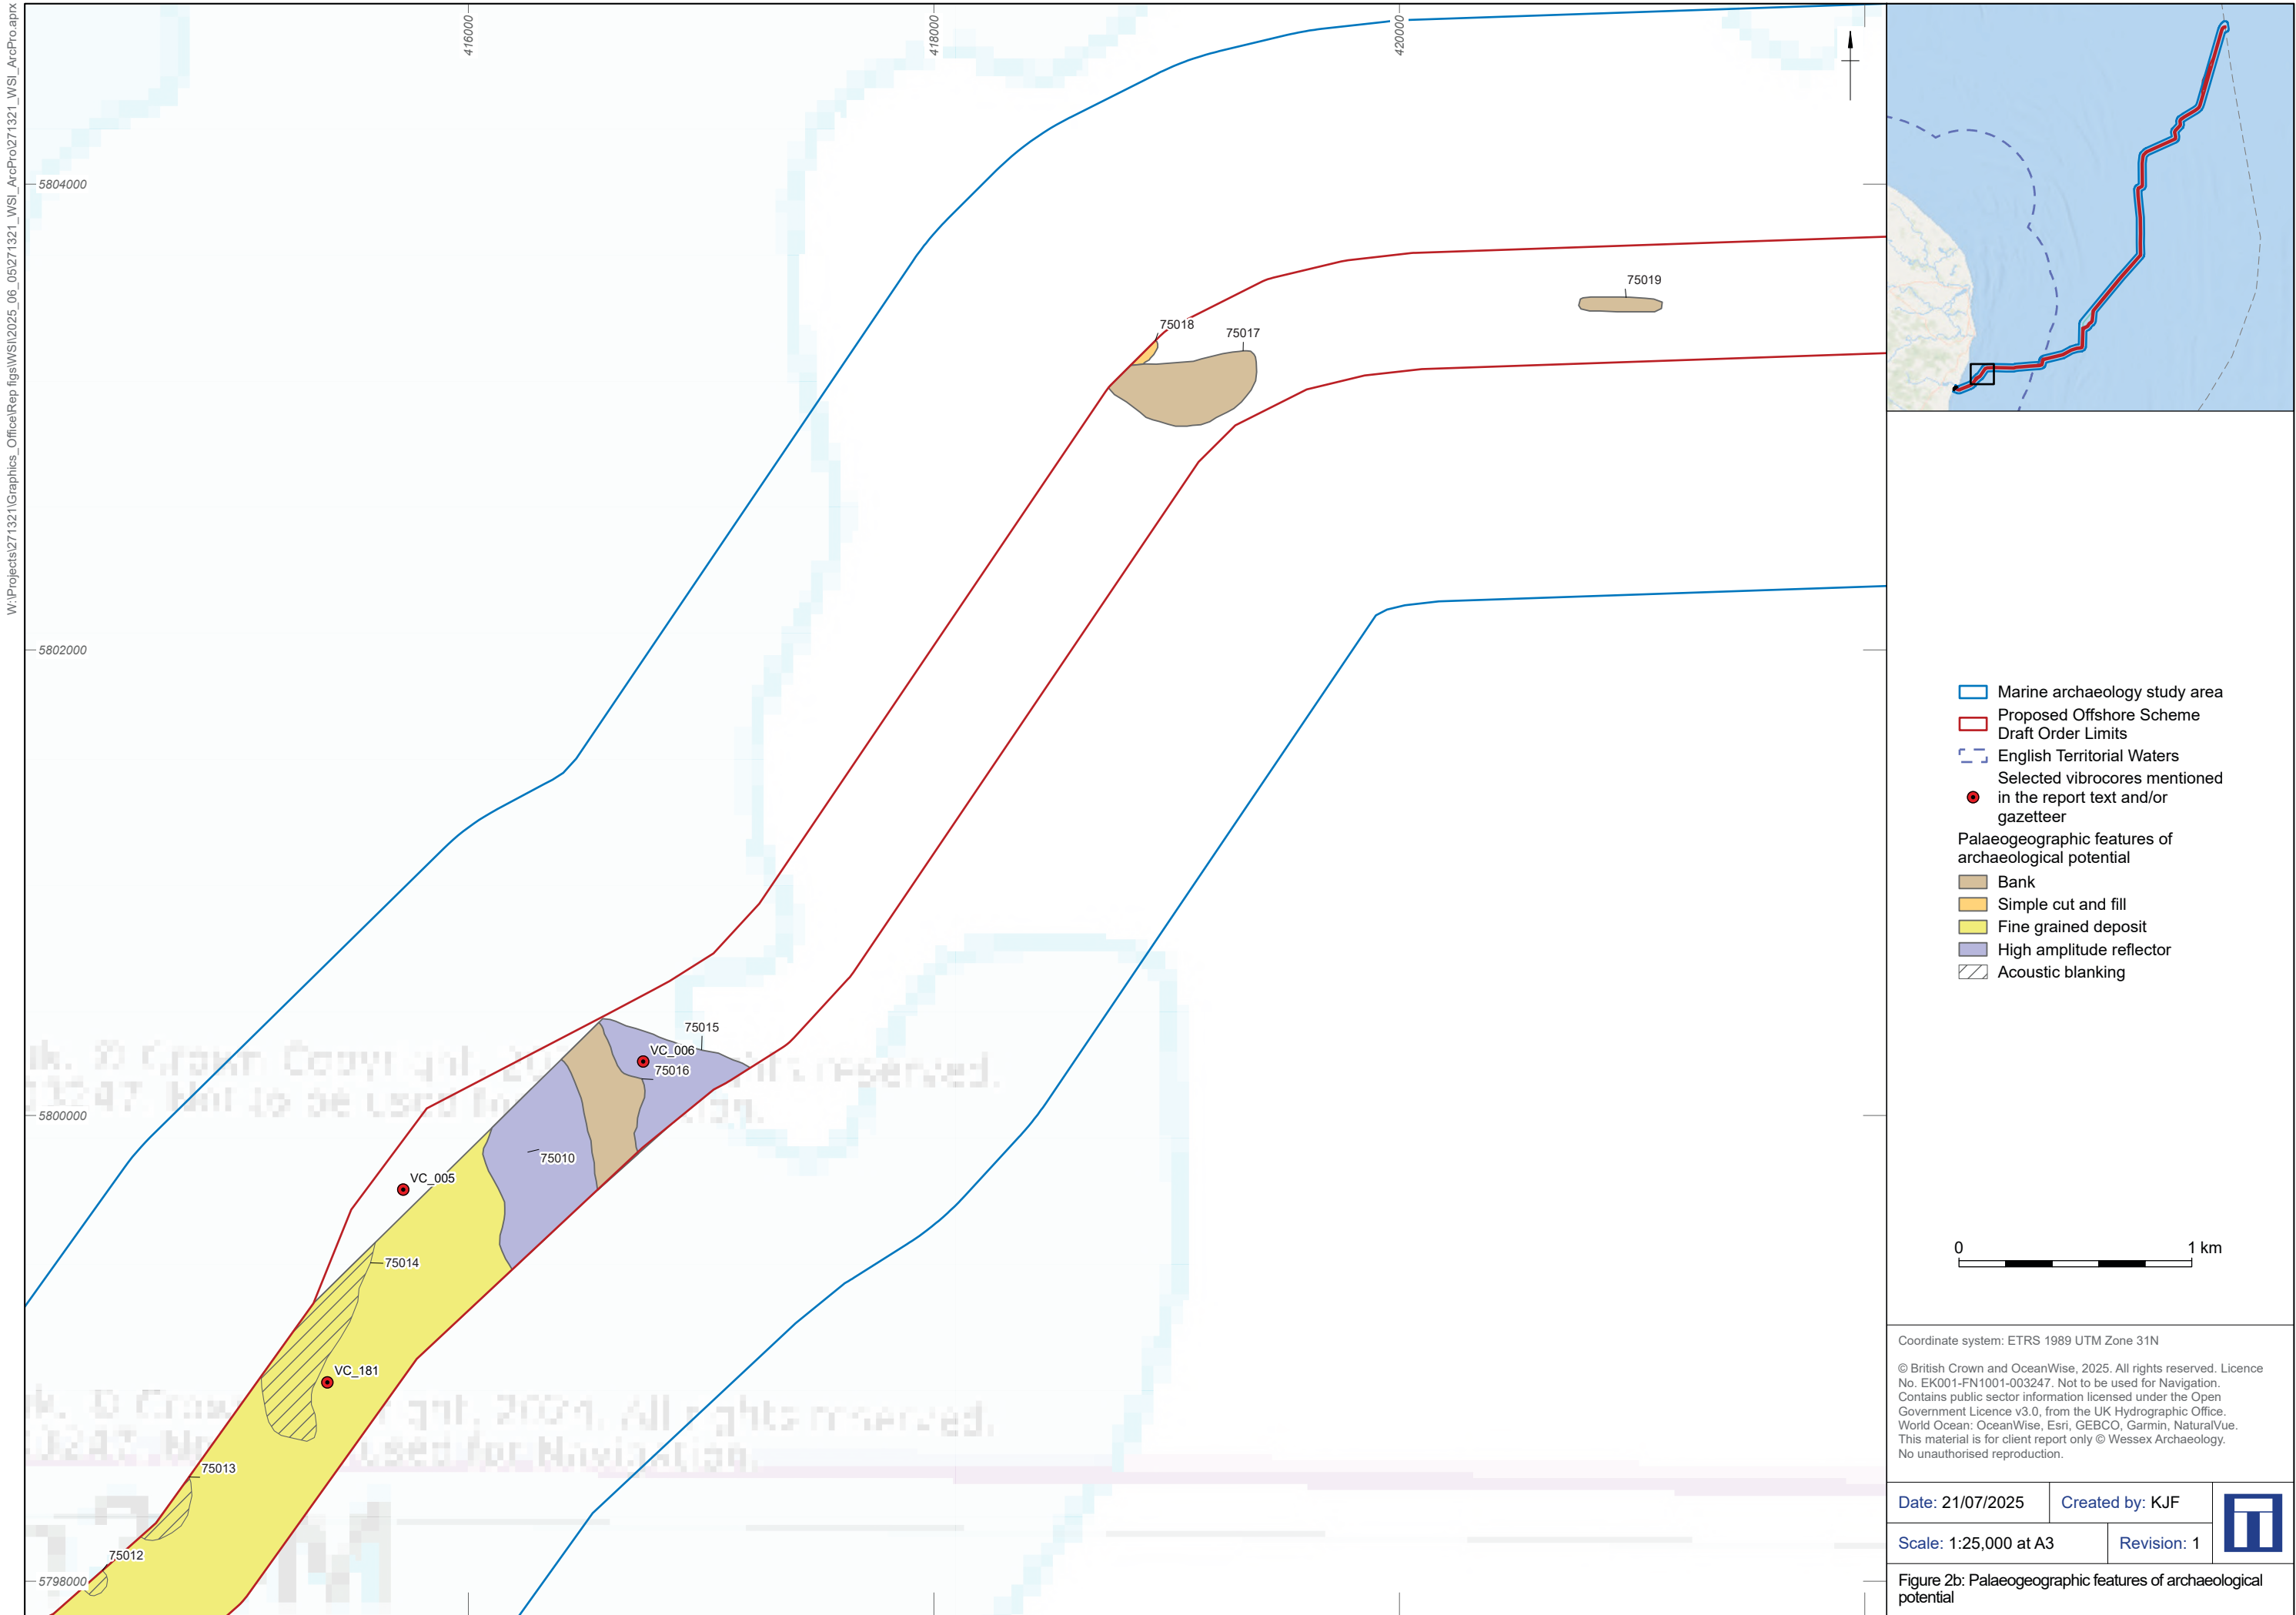 W:\Projects\271321\Graphics_Office\Rep figs\WSI\2025_06_05\271321_WSI_ArcPro\271321_WSI_ArcPro.aprx
416000
418000
420000
5804000
5802000
5800000
5798000
75019
75018
75017
75015
VC_006
75016
75010
VC_005
75014
VC_181
75013
75012
Marine archaeology study area
Proposed Offshore Scheme
Draft Order Limits
English Territorial Waters
Selected vibrocores mentioned
in the report text and/or
gazetteer
Palaeogeographic features of
archaeological potential
Bank
Simple cut and fill
Fine grained deposit
High amplitude reflector
Acoustic blanking
0 1 km
Coordinate system: ETRS 1989 UTM Zone 31N
© British Crown and OceanWise, 2025. All rights reserved. Licence
No. EK001-FN1001-003247. Not to be used for Navigation.
Contains public sector information licensed under the Open
Government Licence v3.0, from the UK Hydrographic Office.
World Ocean: OceanWise, Esri, GEBCO, Garmin, NaturalVue.
This material is for client report only © Wessex Archaeology.
No unauthorised reproduction.
Date: 21/07/2025
Created by: KJF
Scale: 1:25,000 at A3
Revision: 1
Figure 2b: Palaeogeographic features of archaeological
potential